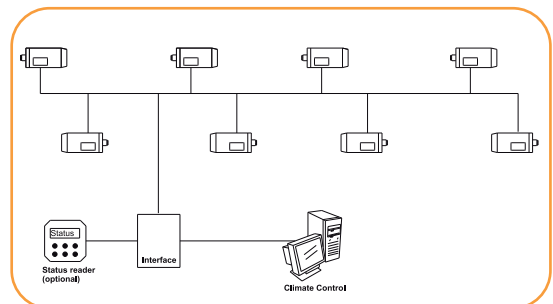 Status
Interface
Status reader
(optional)
Climate Control